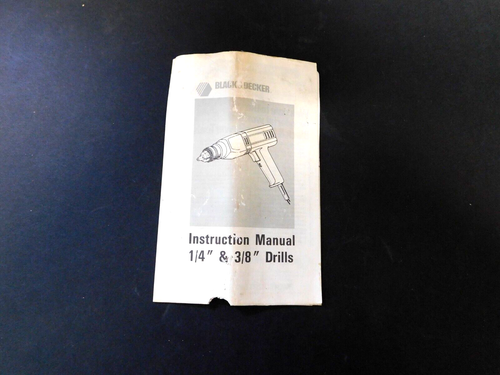 BLACK & DECKER
Instruction Manual
1/4" & 3/8" Drills